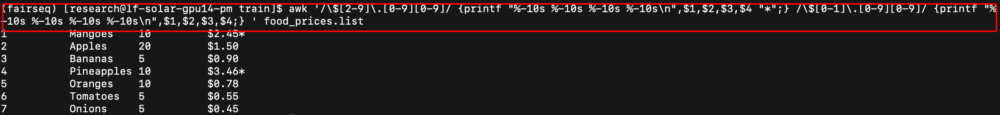 (fairseq) [research@lf-solar-gpu14-pm train]$ awk '/\$[2-9]\.[0-9][0-9]/ {printf "%-10s %-10s %-10s %-10s\n",$1,$2,$3,$4 "*";} /\$[0-1]\.[0-9][0-9]/ {printf "%
-10s %-10s %-10s %-10s\n",$1,$2,$3,$4;} ' food_prices.list
1 Mangoes 10 $2.45*
2 Apples 20 $1.50
3 Bananas 5 $0.90
4 Pineapples 10 $3.46*
5 Oranges 10 $0.78
6 Tomatoes 5 $0.55
7 Onions 5 $0.45